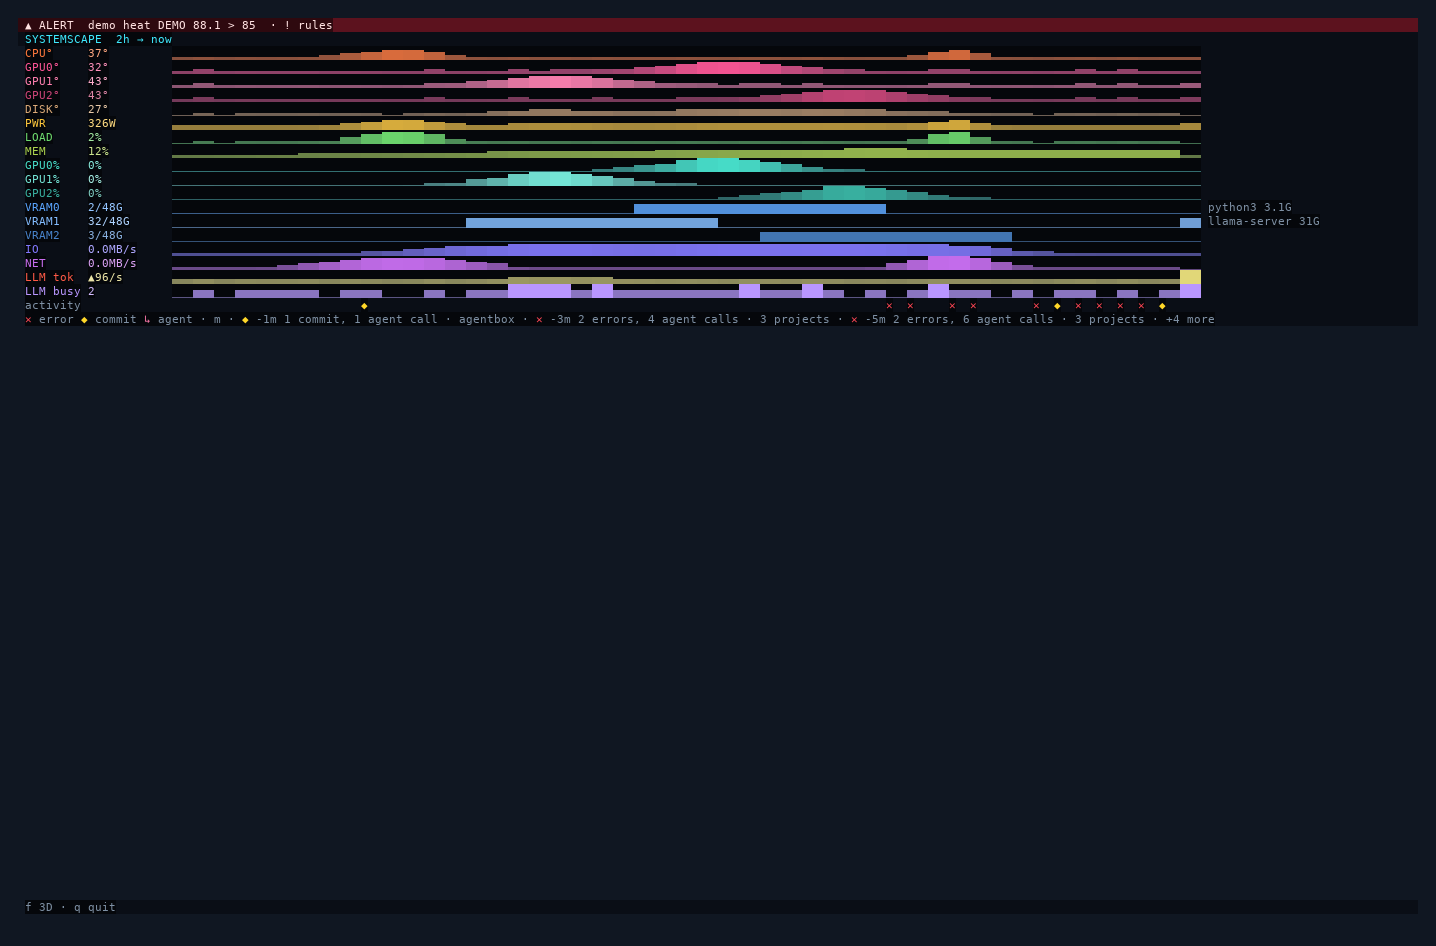 ▲ ALERT  demo heat DEMO 88.1 > 85  · ! rules
SYSTEMSCAPE  2h → now
CPU°     37°
GPU0°    32°
GPU1°    43°
GPU2°    43°
DISK°    27°
PWR      326W
LOAD     2%
MEM      12%
GPU0%    0%
GPU1%    0%
GPU2%    0%
VRAM0    2/48G  python3 3.1G
VRAM1    32/48G  llama-server 31G
VRAM2    3/48G
IO       0.0MB/s
NET      0.0MB/s
LLM tok  ▲96/s
LLM busy 2
activity
✕ error ◆ commit ↳ agent · m · ◆ -1m 1 commit, 1 agent call · agentbox · ✕ -3m 2 errors, 4 agent calls · 3 projects · ✕ -5m 2 errors, 6 agent calls · 3 projects · +4 more
f 3D · q quit